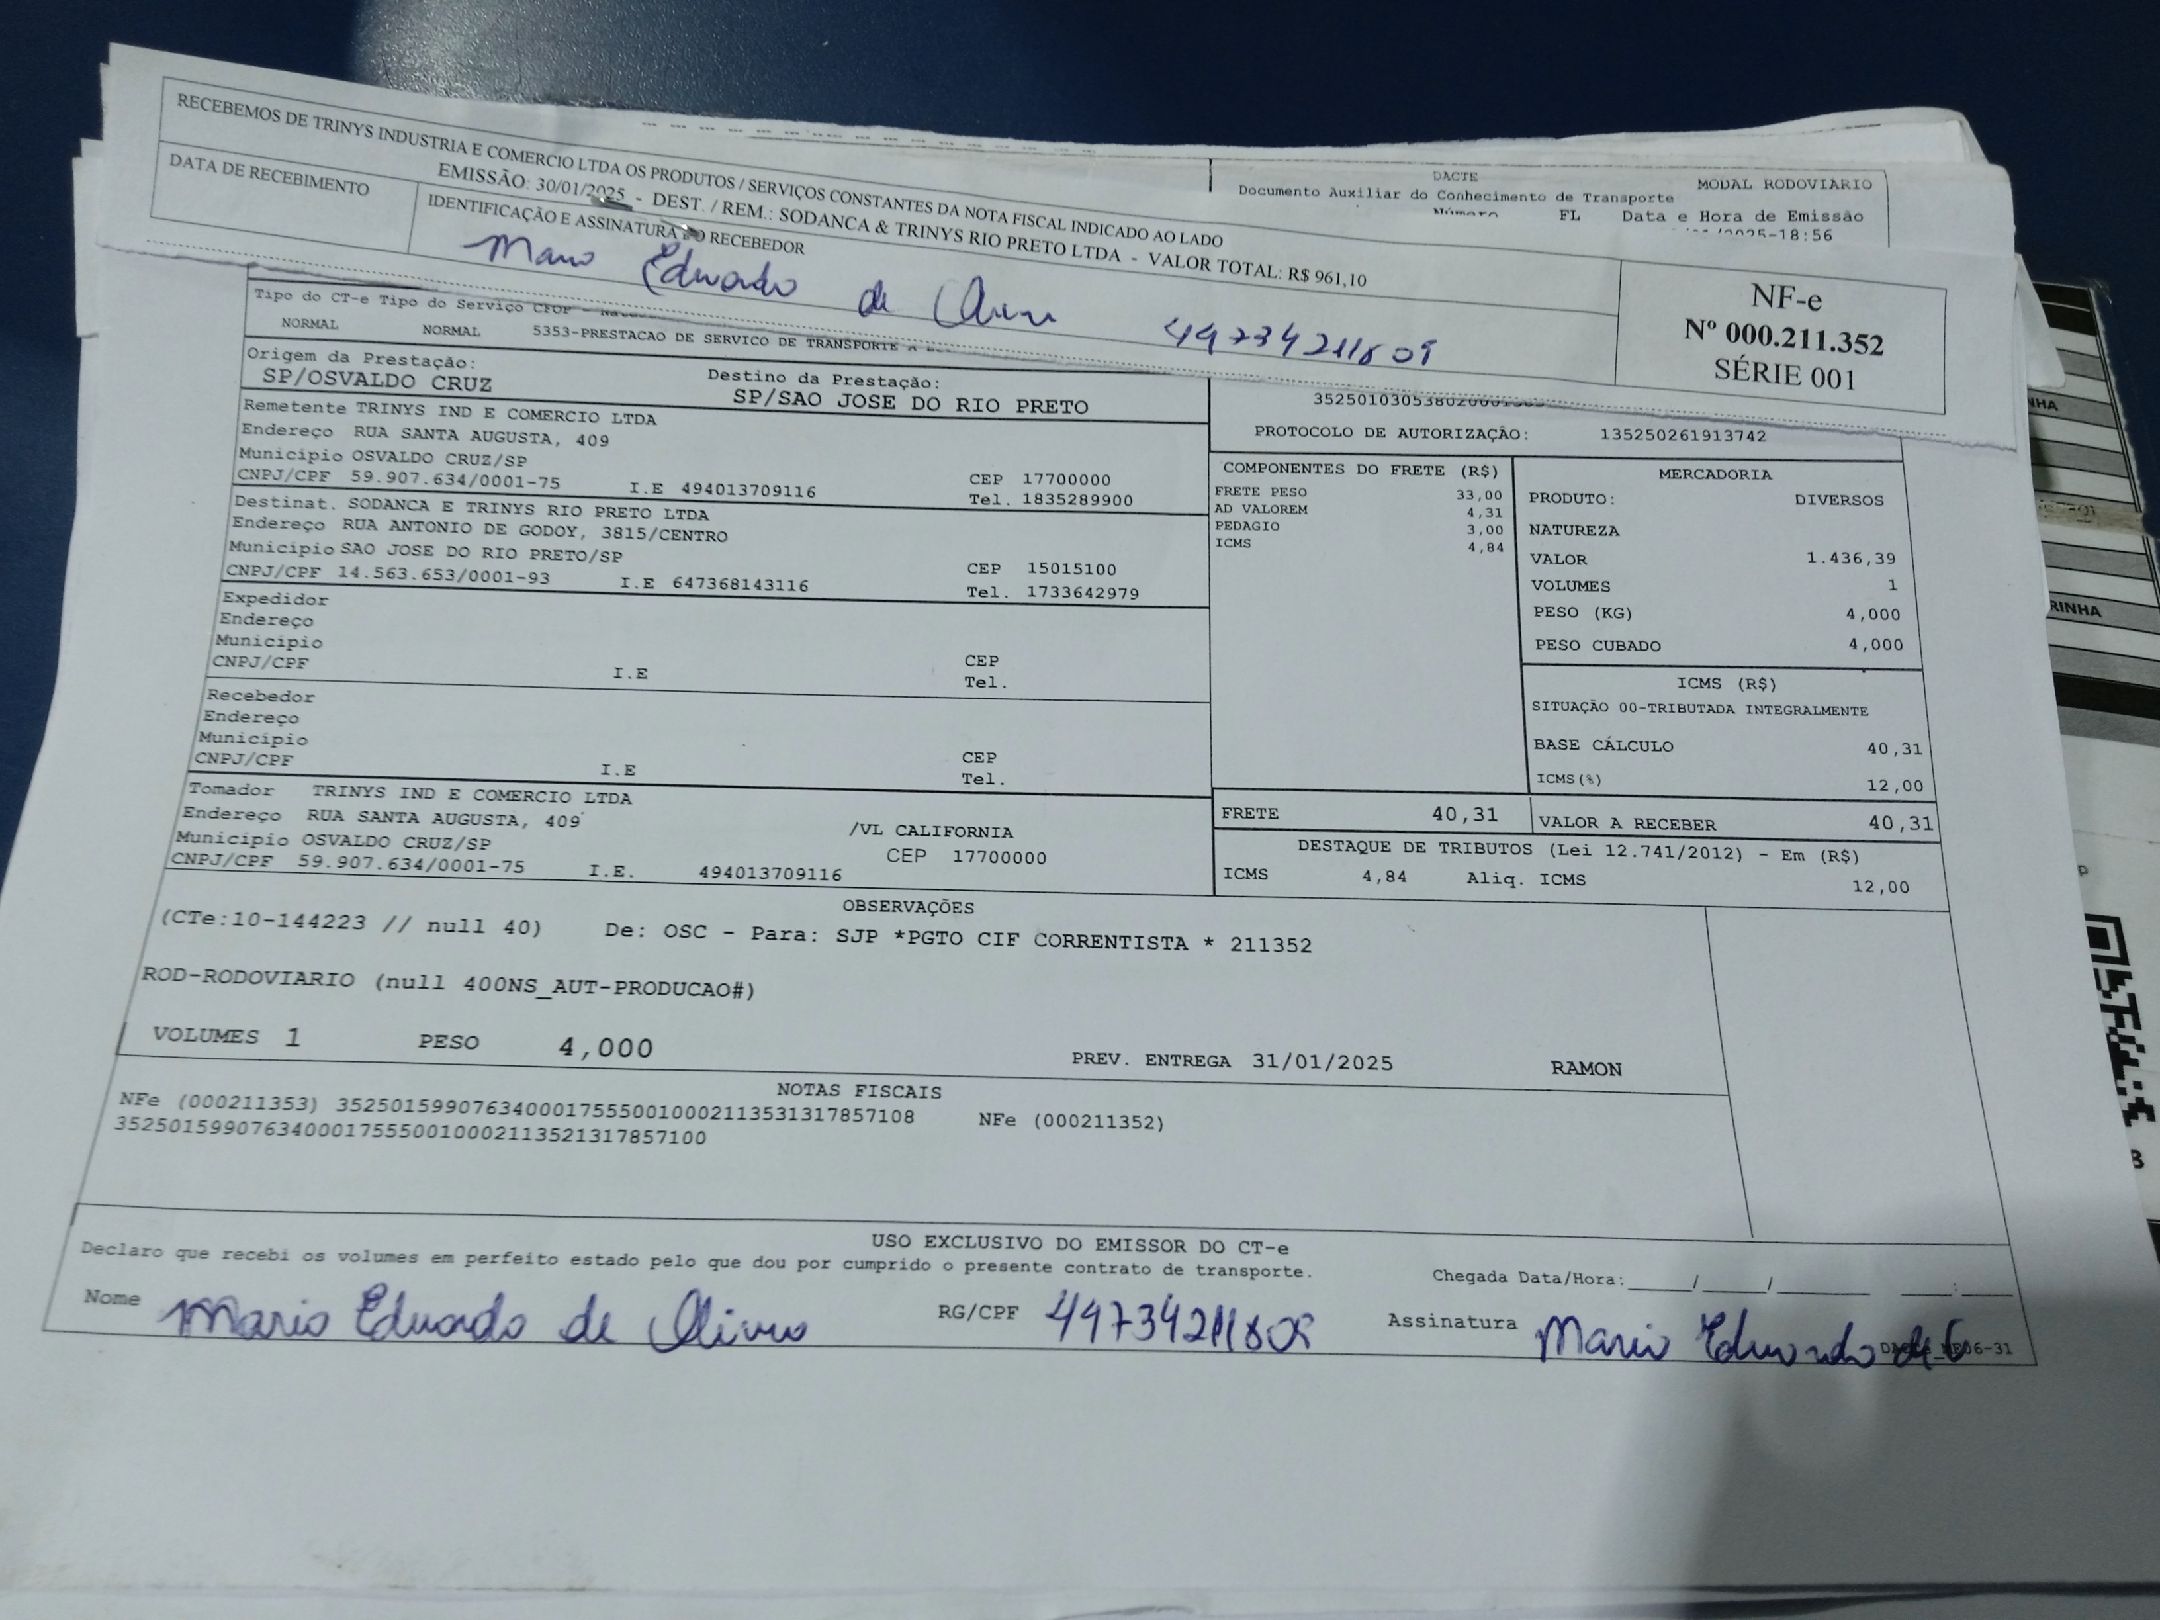 RECEBEMOS DE TRINYS INDUSTRIA E COMERCIO LTDA OS PRODUTOS / SERVIÇOS CONSTANTES DA NOTA FISCAL INDICADO AO LADO
EMISSÃO: 30/01/2025 - DEST. / REM.: SODANCA & TRINYS RIO PRETO LTDA - VALOR TOTAL: R$ 961,10
DATA DE RECEBIMENTO
IDENTIFICAÇÃO E ASSINATURA DO RECEBEDOR
Eduardo de
NF-e
Nº 000.211.352
SÉRIE 001
DACTE
Documento Auxiliar do Conhecimento de Transporte
MODAL RODOVIARIO
Número FL Data e Hora de Emissão
2025-18:56
Tipo do CT-e Tipo do Serviço CFOP -
NORMAL NORMAL 5353-PRESTACAO DE SERVICO DE TRANSPORTE A
Origem da Prestação:
SP/OSVALDO CRUZ
Destino da Prestação:
SP/SAO JOSE DO RIO PRETO
Remetente TRINYS IND E COMERCIO LTDA
Endereço RUA SANTA AUGUSTA, 409
Municipio OSVALDO CRUZ/SP CEP 17700000
CNPJ/CPF 59.907.634/0001-75 I.E 494013709116 Tel. 1835289900
Destinat. SODANCA E TRINYS RIO PRETO LTDA
Endereço RUA ANTONIO DE GODOY, 3815/CENTRO
Municipio SAO JOSE DO RIO PRETO/SP CEP 15015100
CNPJ/CPF 14.563.653/0001-93 I.E 647368143116 Tel. 1733642979
Expedidor
Endereço
Municipio CEP
CNPJ/CPF I.E Tel.
Recebedor
Endereço
Municipio CEP
CNPJ/CPF I.E Tel.
Tomador TRINYS IND E COMERCIO LTDA
Endereço RUA SANTA AUGUSTA, 409 /VL CALIFORNIA
Municipio OSVALDO CRUZ/SP CEP 17700000
CNPJ/CPF 59.907.634/0001-75 I.E. 494013709116
PROTOCOLO DE AUTORIZAÇÃO: 135250261913742
COMPONENTES DO FRETE (R$)
FRETE PESO 33,00
AD VALOREM 4,31
PEDAGIO 3,00
ICMS 4,84
MERCADORIA
PRODUTO: DIVERSOS
NATUREZA
VALOR 1.436,39
VOLUMES 1
PESO (KG) 4,000
PESO CUBADO 4,000
ICMS (R$)
SITUAÇÃO 00-TRIBUTADA INTEGRALMENTE
BASE CÁLCULO 40,31
ICMS(%) 12,00
FRETE 40,31 VALOR A RECEBER 40,31
DESTAQUE DE TRIBUTOS (Lei 12.741/2012) - Em (R$)
ICMS 4,84 Aliq. ICMS 12,00
OBSERVAÇÕES
(CTe:10-144223 // null 40) De: OSC - Para: SJP *PGTO CIF CORRENTISTA * 211352
ROD-RODOVIARIO (null 400NS_AUT-PRODUCAO#)
VOLUMES 1 PESO 4,000 PREV. ENTREGA 31/01/2025 RAMON
NOTAS FISCAIS
NFe (000211353) 35250159907634000175550010002113531317857108 NFe (000211352)
35250159907634000175550010002113521317857100
USO EXCLUSIVO DO EMISSOR DO CT-e
Declaro que recebi os volumes em perfeito estado pelo que dou por cumprido o presente contrato de transporte.
Chegada Data/Hora:____/____/______ ___:___
Nome Mario Eduardo de RG/CPF Assinatura Mario Eduardo de
RINHA